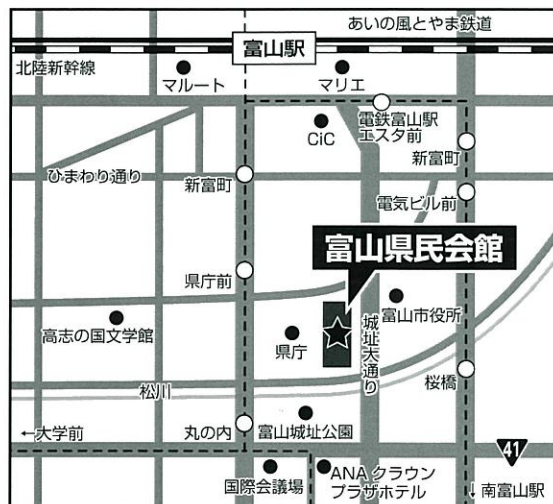 あいの風とやま鉄道
富山駅
北陸新幹線
マルート
マリエ
電鉄富山駅
エスタ前
CiC
新富町
ひまわり通り
新富町
電気ビル前
富山県民会館
県庁前
富山市役所
高志の国文学館
県庁
城址大通り
桜橋
松川
←大学前
丸の内
富山城址公園
41
国際会議場
ANA クラウン
プラザホテル
↓南富山駅